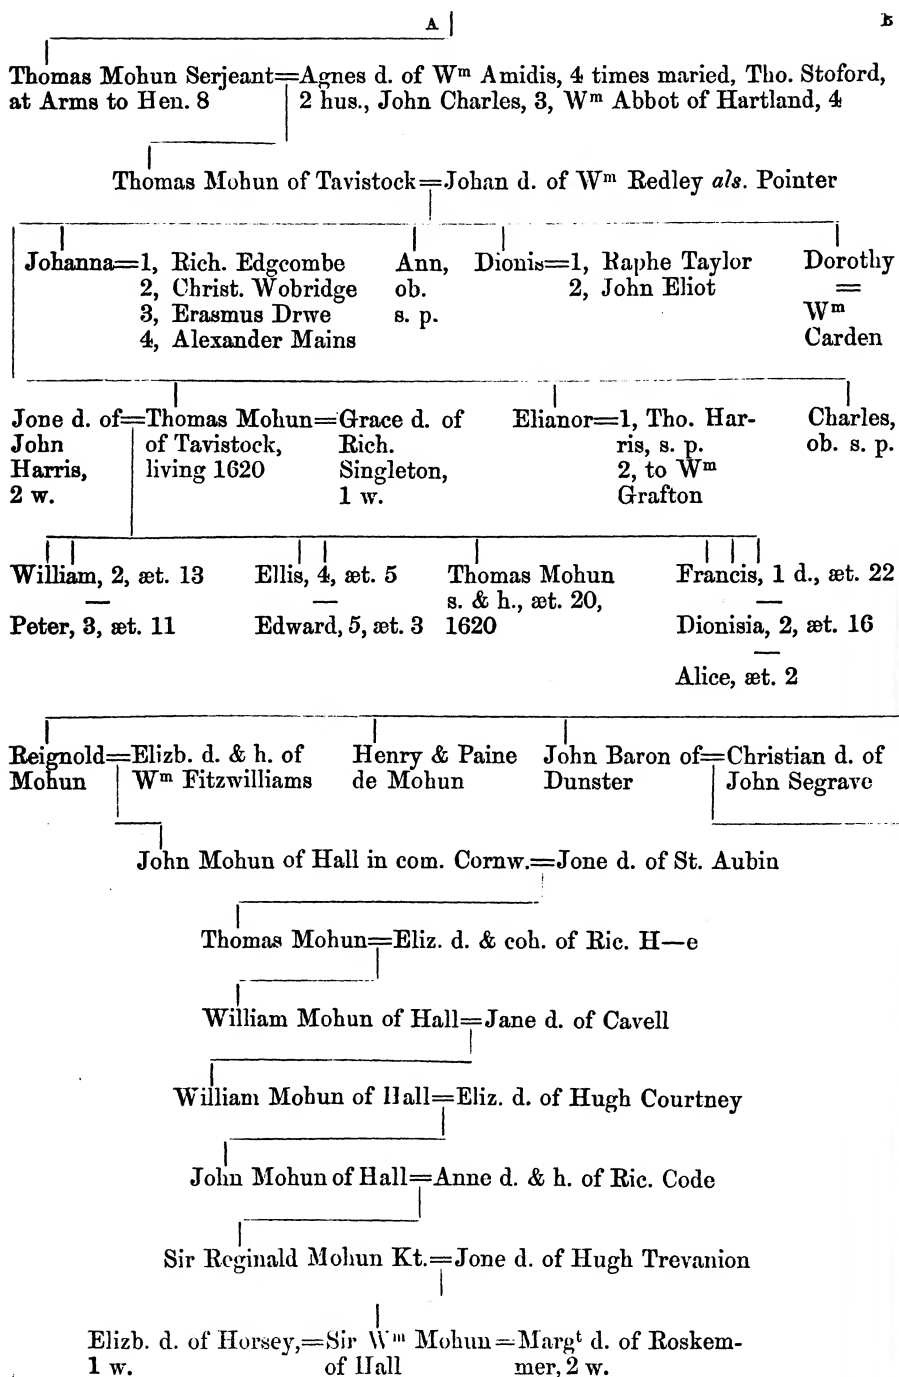 A B
Thomas Mohun Serjeant=Agnes d. of Wᵐ Amidis, 4 times maried, Tho. Stoford,
at Arms to Hen. 8 2 hus., John Charles, 3, Wᵐ Abbot of Hartland, 4
Thomas Mohun of Tavistock=Johan d. of Wᵐ Redley als. Pointer
Johanna=1, Rich. Edgcombe Ann, Dionis=1, Raphe Taylor Dorothy
2, Christ. Wobridge ob. 2, John Eliot =
3, Erasmus Drwe s. p. Wᵐ
4, Alexander Mains Carden
Jone d. of=Thomas Mohun=Grace d. of Elianor=1, Tho. Har- Charles,
John of Tavistock, Rich. ris, s. p. ob. s. p.
Harris, living 1620 Singleton, 2, to Wᵐ
2 w. 1 w. Grafton
William, 2, æt. 13 Ellis, 4, æt. 5 Thomas Mohun Francis, 1 d., æt. 22
s. & h., æt. 20,
Peter, 3, æt. 11 Edward, 5, æt. 3 1620 Dionisia, 2, æt. 16
Alice, æt. 2
Reignold=Elizb. d. & h. of Henry & Paine John Baron of=Christian d. of
Mohun Wᵐ Fitzwilliams de Mohun Dunster John Segrave
John Mohun of Hall in com. Cornw.=Jone d. of St. Aubin
Thomas Mohun=Eliz. d. & coh. of Ric. H—e
William Mohun of Hall=Jane d. of Cavell
William Mohun of Hall=Eliz. d. of Hugh Courtney
John Mohun of Hall=Anne d. & h. of Ric. Code
Sir Reginald Mohun Kt.=Jone d. of Hugh Trevanion
Elizb. d. of Horsey,=Sir Wᵐ Mohun=Margᵗ d. of Roskem-
1 w. of Hall mer, 2 w.